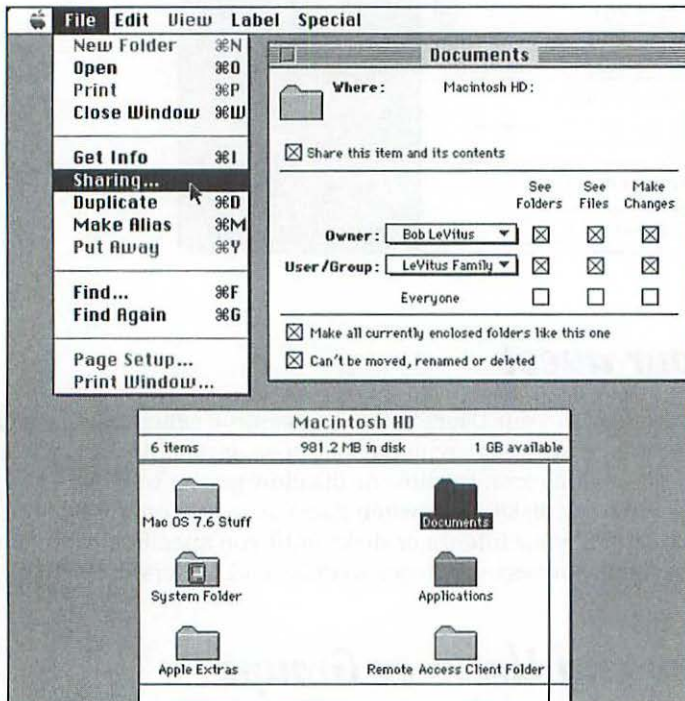 File Edit View Label Special
New Folder ⌘N
Open ⌘O
Print ⌘P
Close Window ⌘W
Get Info ⌘I
Sharing...
Duplicate ⌘D
Make Alias ⌘M
Put Away ⌘Y
Find... ⌘F
Find Again ⌘G
Page Setup...
Print Window...
Documents
Where: Macintosh HD:
Share this item and its contents
See Folders See Files Make Changes
Owner: Bob LeVitus
User/Group: LeVitus Family
Everyone
Make all currently enclosed folders like this one
Can't be moved, renamed or deleted
Macintosh HD
6 items 981.2 MB in disk 1 GB available
Mac OS 7.6 Stuff Documents
System Folder Applications
Apple Extras Remote Access Client Folder